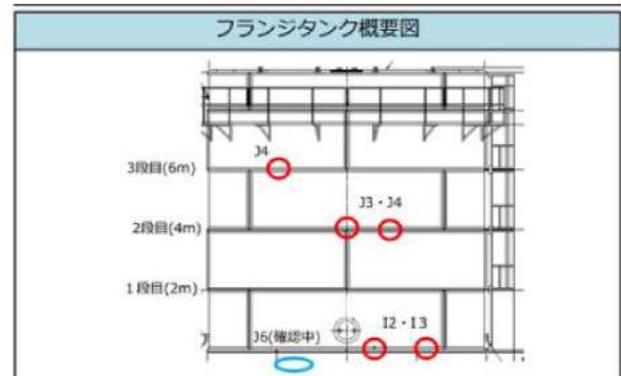 フランジタンク概要図
J4
3段目(6m)
J3・J4
2段目(4m)
1段目(2m)
I2・I3
J6(確認中)